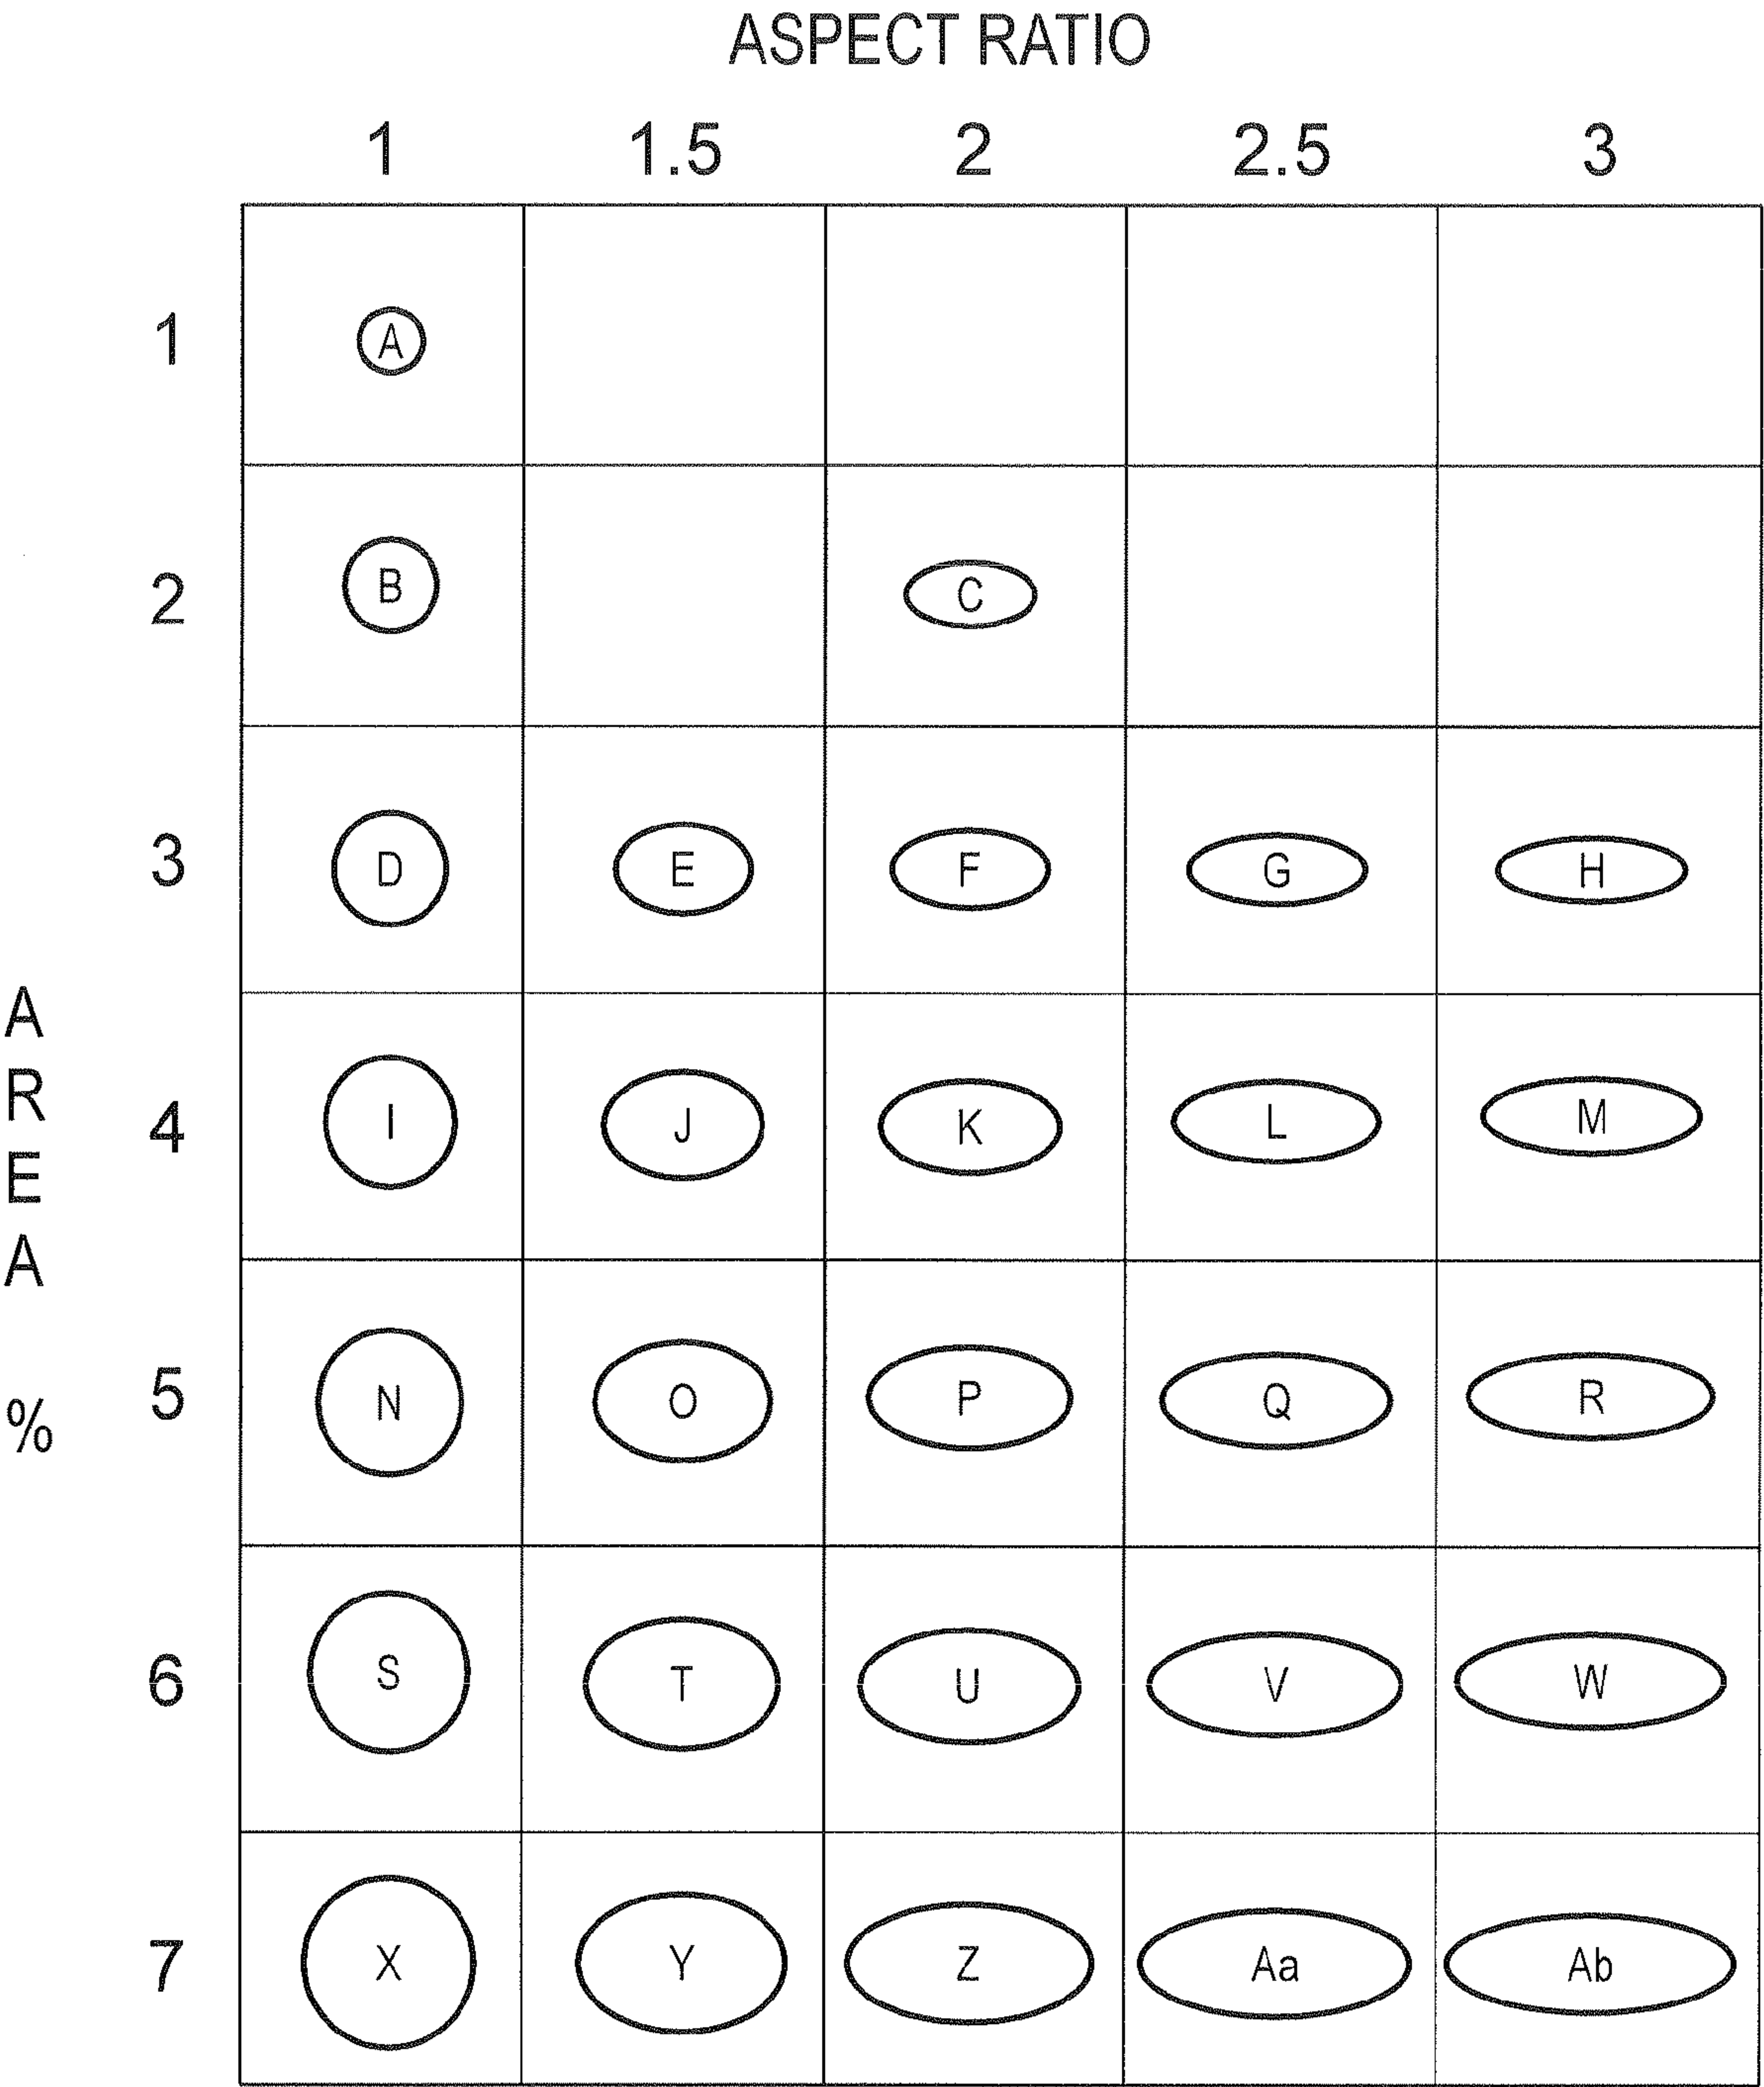 ASPECT RATIO
1 1.5 2 2.5 3
1 A
2 B C
3 D E F G H
4 I J K L M
5 N O P Q R
6 S T U V W
7 X Y Z Aa Ab
A
R
E
A
%